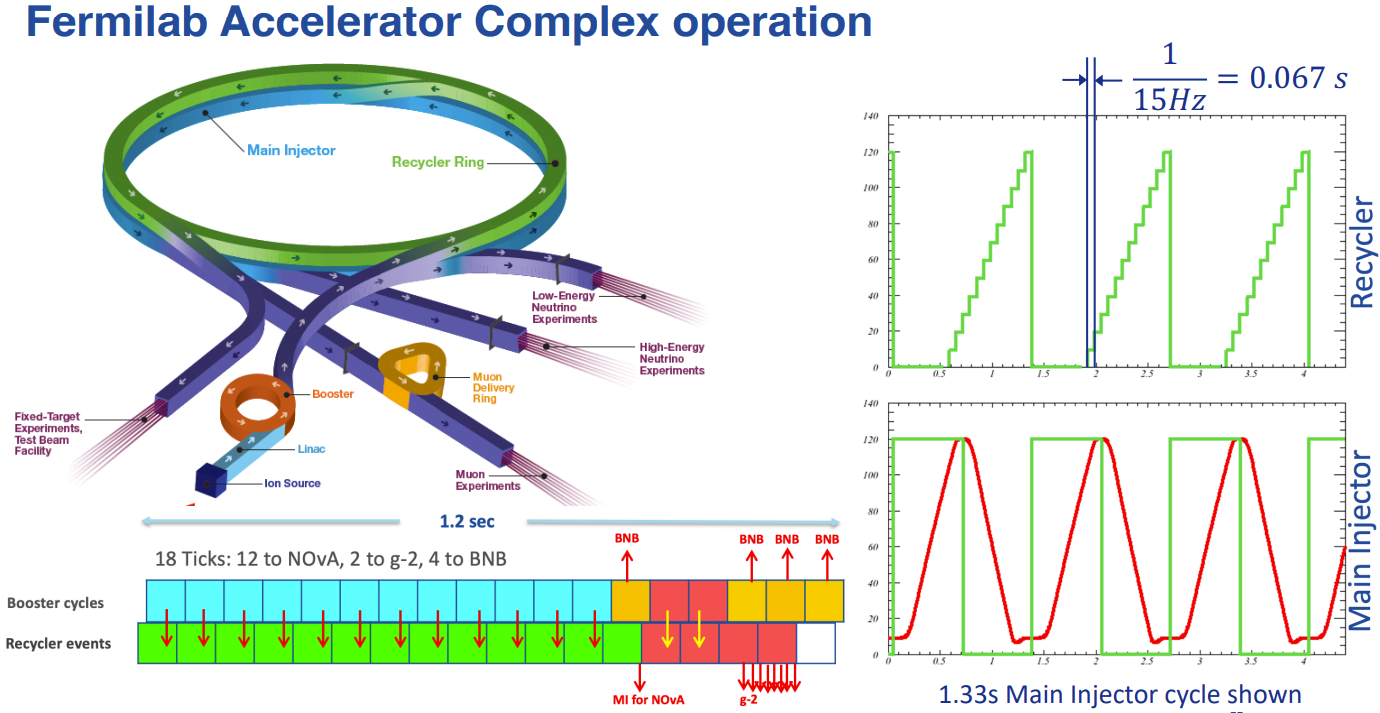 Fermilab Accelerator Complex operation
Main Injector
Recycler Ring
Low-Energy
Neutrino
Experiments
High-Energy
Neutrino
Experiments
Muon
Delivery
Ring
Booster
Fixed-Target
Experiments,
Test Beam
Facility
Linac
Ion Source
Muon
Experiments
1.2 sec
18 Ticks: 12 to NOvA, 2 to g-2, 4 to BNB
BNB
BNB
BNB
BNB
Booster cycles
Recycler events
MI for NOvA
g-2
1
15Hz
= 0.067 s
140
120
100
80
60
40
20
0
0 0.5 1 1.5 2 2.5 3 3.5 4
Recycler
140
120
100
80
60
40
20
0
0 0.5 1 1.5 2 2.5 3 3.5 4
Main Injector
1.33s Main Injector cycle shown